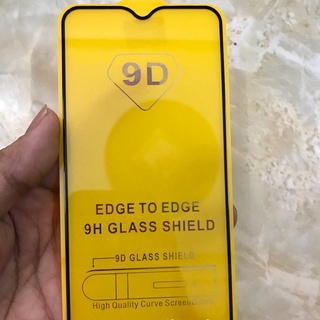 9D
EDGE TO EDGE
9H GLASS SHIELD
9D GLASS SHIELD
High Quality Curve Screen